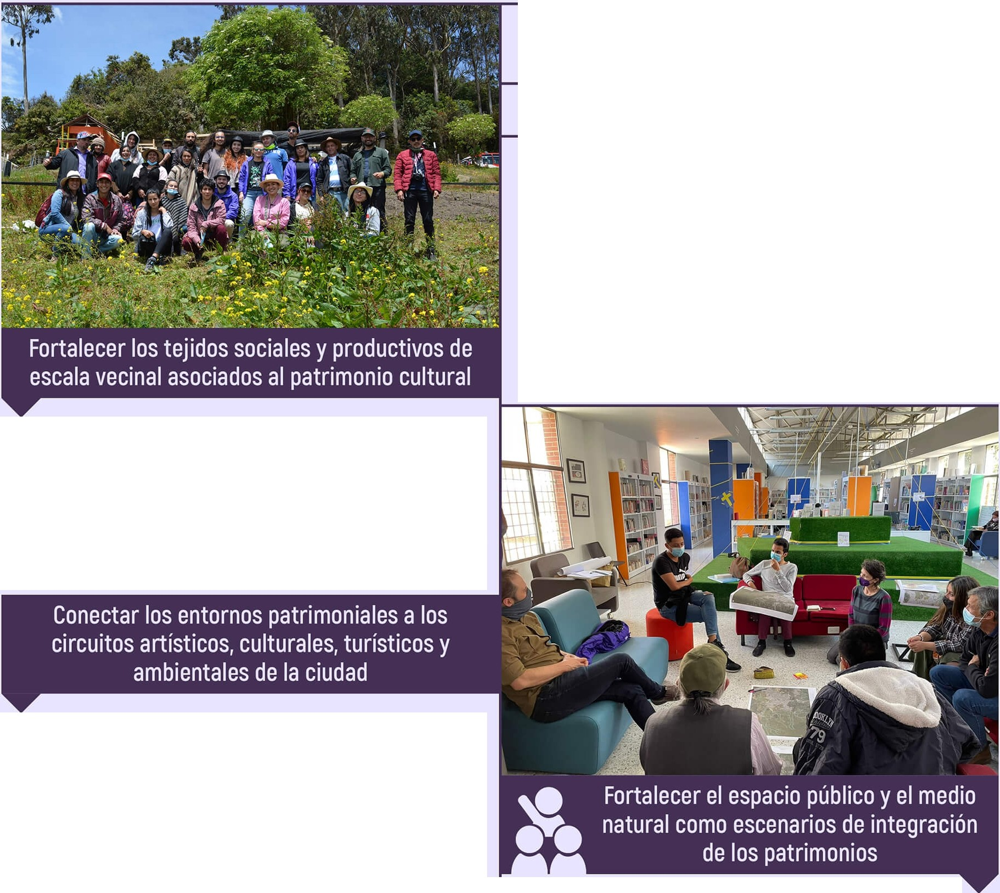 Fortalecer los tejidos sociales y productivos de
escala vecinal asociados al patrimonio cultural
Conectar los entornos patrimoniales a los
circuitos artísticos, culturales, turísticos y
ambientales de la ciudad
79
Fortalecer el espacio público y el medio
natural como escenarios de integración
de los patrimonios